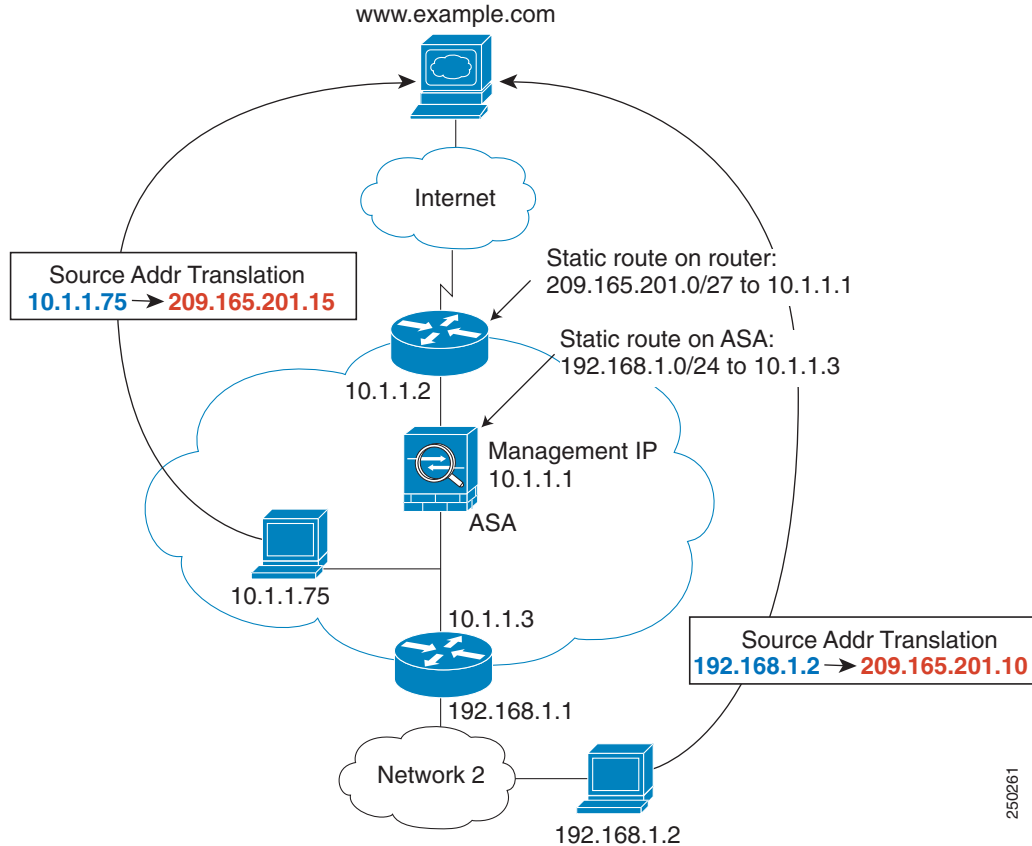 www.example.com
Internet
Source Addr Translation
10.1.1.75 209.165.201.15
Static route on router:
209.165.201.0/27 to 10.1.1.1
Static route on ASA:
192.168.1.0/24 to 10.1.1.3
10.1.1.2
Management IP
10.1.1.1
ASA
10.1.1.75
10.1.1.3
Source Addr Translation
192.168.1.2 209.165.201.10
192.168.1.1
Network 2
192.168.1.2
250261